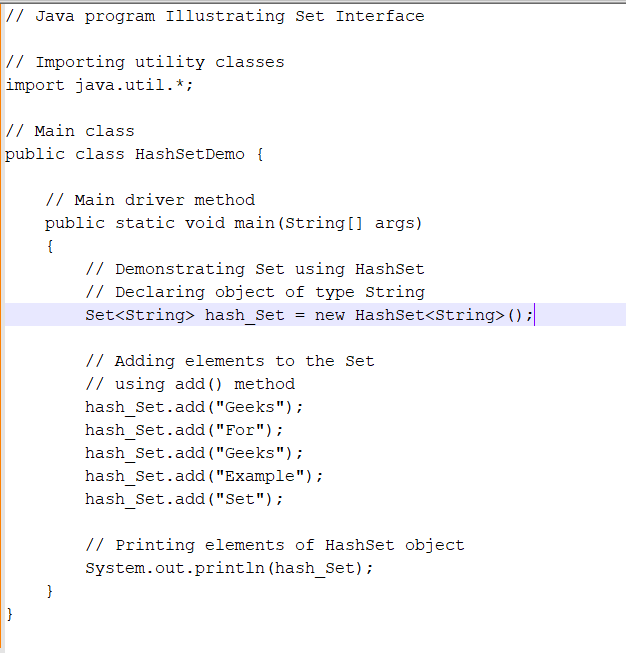 // Java program Illustrating Set Interface
// Importing utility classes
import java.util.*;
// Main class
public class HashSetDemo {
// Main driver method
public static void main(String[] args)
{
// Demonstrating Set using HashSet
// Declaring object of type String
Set<String> hash_Set = new HashSet<String>();
// Adding elements to the Set
// using add() method
hash_Set.add("Geeks");
hash_Set.add("For");
hash_Set.add("Geeks");
hash_Set.add("Example");
hash_Set.add("Set");
// Printing elements of HashSet object
System.out.println(hash_Set);
}
}